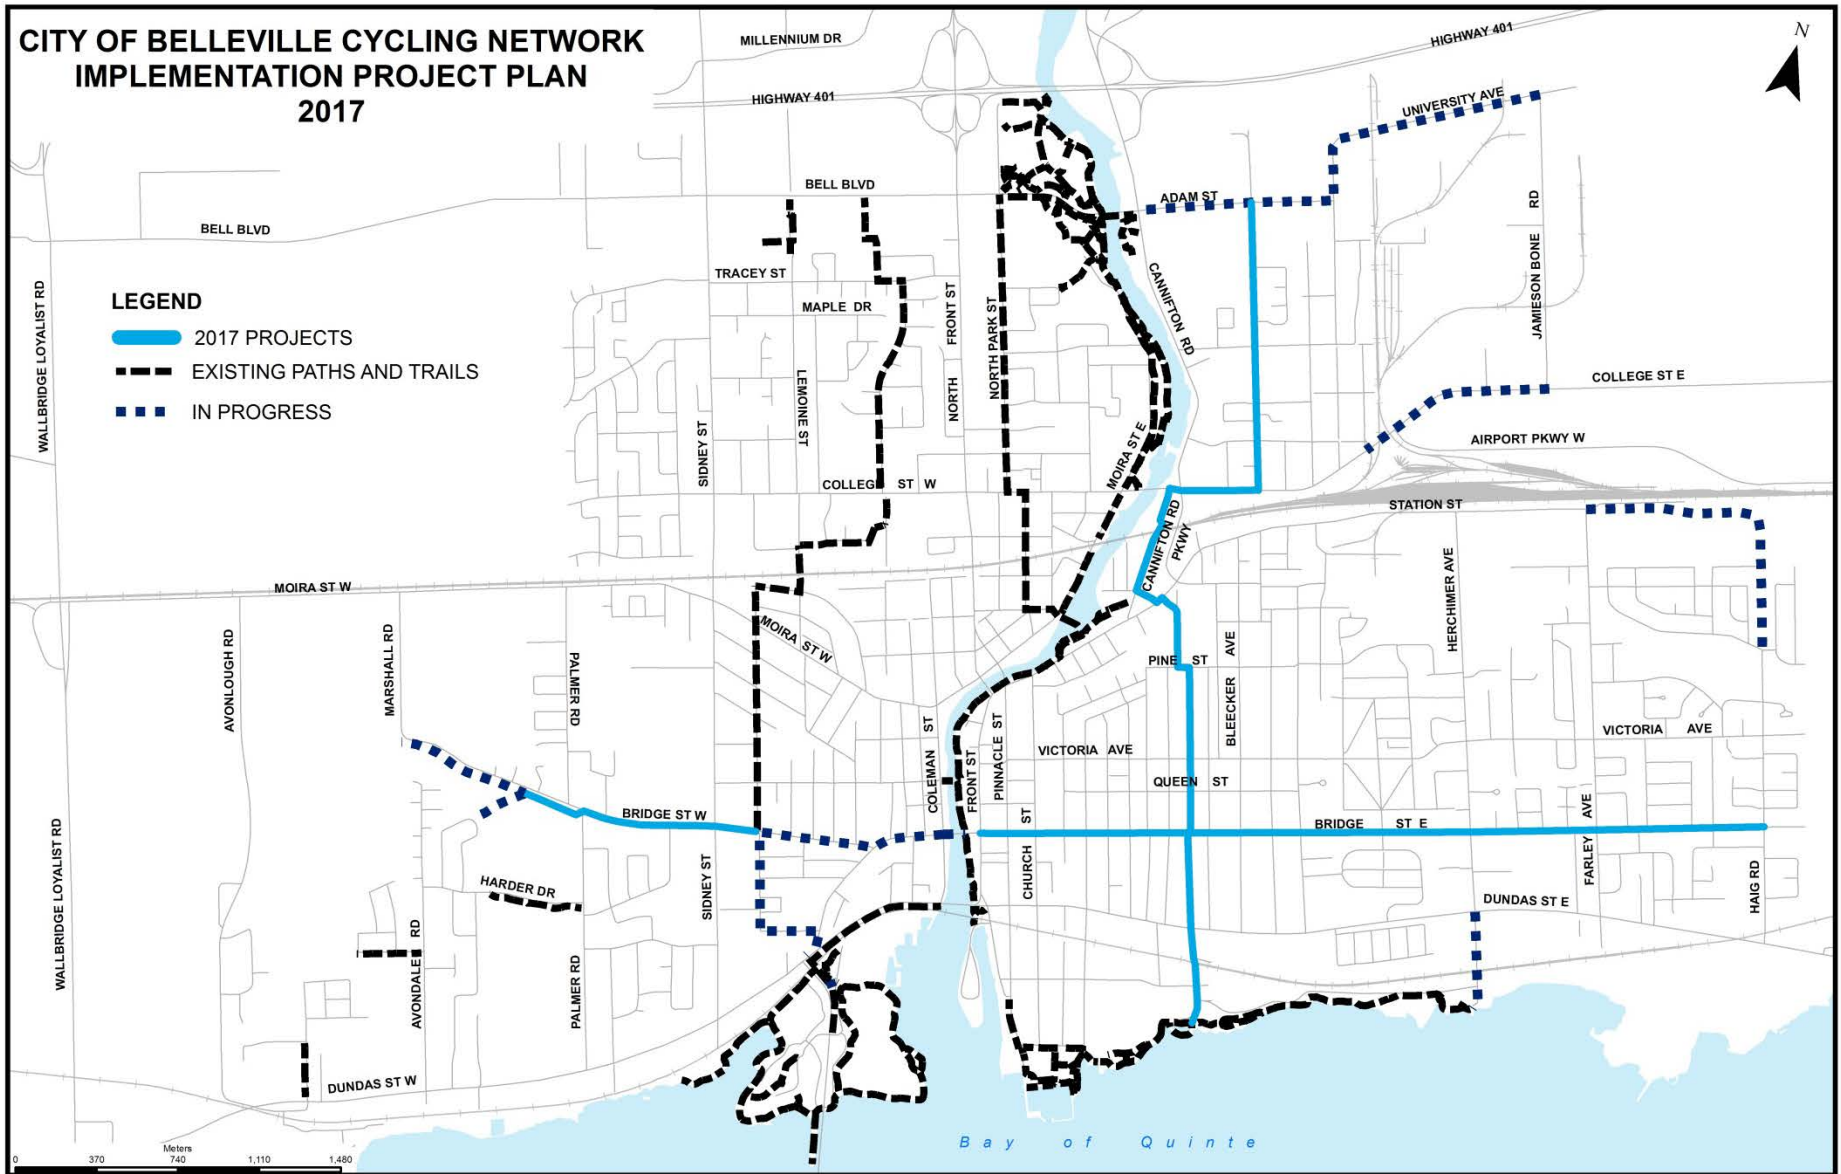 CITY OF BELLEVILLE CYCLING NETWORK
IMPLEMENTATION PROJECT PLAN
2017
MILLENNIUM DR
HIGHWAY 401
HIGHWAY 401
N
UNIVERSITY AVE
BELL BLVD
BELL BLVD
ADAM ST
JAMIESON BONE RD
TRACEY ST
MAPLE DR
CANNIFTON RD
WALLBRIDGE LOYALIST RD
LEGEND
2017 PROJECTS
EXISTING PATHS AND TRAILS
IN PROGRESS
NORTH FRONT ST
NORTH PARK ST
LEMOINE ST
SIDNEY ST
COLLEGE ST E
AIRPORT PKWY W
MOIRA ST E
COLLEG ST W
STATION ST
CANNIFTON RD
PKWY
MOIRA ST W
MOIRA ST W
HERCHIMER AVE
AVONLOUGH RD
MARSHALL RD
PALMER RD
PINE ST
BLEECKER AVE
COLEMAN ST
FRONT ST
PINNACLE ST
VICTORIA AVE
VICTORIA AVE
QUEEN ST
BRIDGE ST W
BRIDGE ST E
FARLEY AVE
WALLBRIDGE LOYALIST RD
SIDNEY ST
CHURCH ST
HARDER DR
DUNDAS ST E
HAIG RD
AVONDALE RD
PALMER RD
DUNDAS ST W
Bay of Quinte
Meters
0 370 740 1,110 1,480